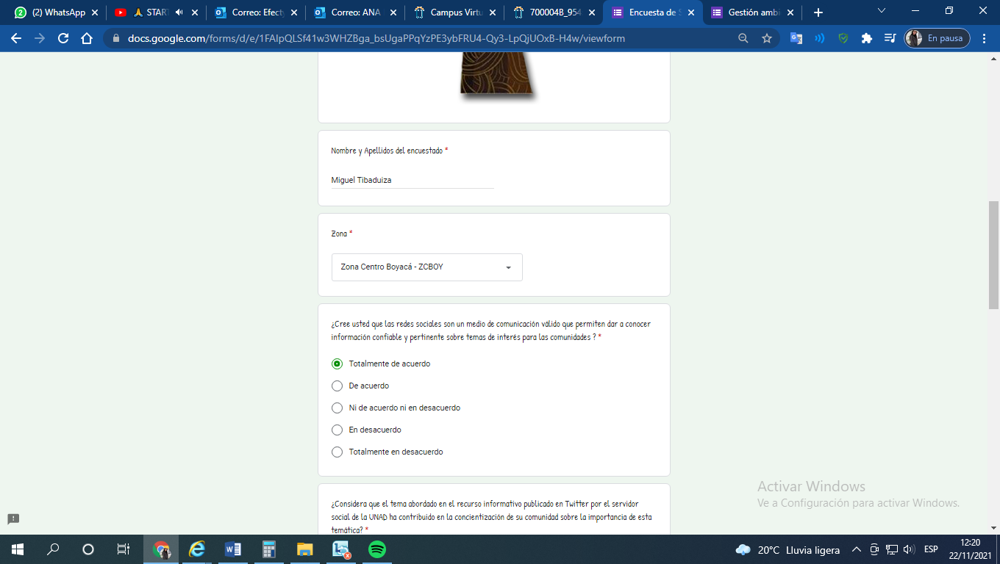 (2) WhatsApp
START
Correo: Efecty
Correo: ANA
Campus Virtu
700004B_954
Encuesta de S
Gestión ambi
docs.google.com/forms/d/e/1FAIpQLSf41w3WHZBga_bsUgaPPqYzPE3ybFRU4-Qy3-LpQjUOxB-H4w/viewform
En pausa
Nombre y Apellidos del encuestado *
Miguel Tibaduiza
Zona *
Zona Centro Boyacá - ZCBOY
¿Cree usted que las redes sociales son un medio de comunicación válido que permiten dar a conocer
información confiable y pertinente sobre temas de interés para las comunidades ? *
Totalmente de acuerdo
De acuerdo
Ni de acuerdo ni en desacuerdo
En desacuerdo
Totalmente en desacuerdo
¿Considera que el tema abordado en el recurso informativo publicado en Twitter por el servidor
social de la UNAD ha contribuido en la concientización de su comunidad sobre la importancia de esta
temática? *
Activar Windows
Ve a Configuración para activar Windows.
20°C Lluvia ligera
ESP
12:20
22/11/2021